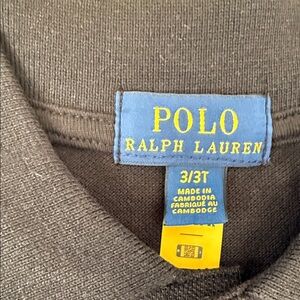 POLO
RALPH LAUREN
3/3T
MADE IN
CAMBODIA
FABRIQUÉ AU
CAMBODGE